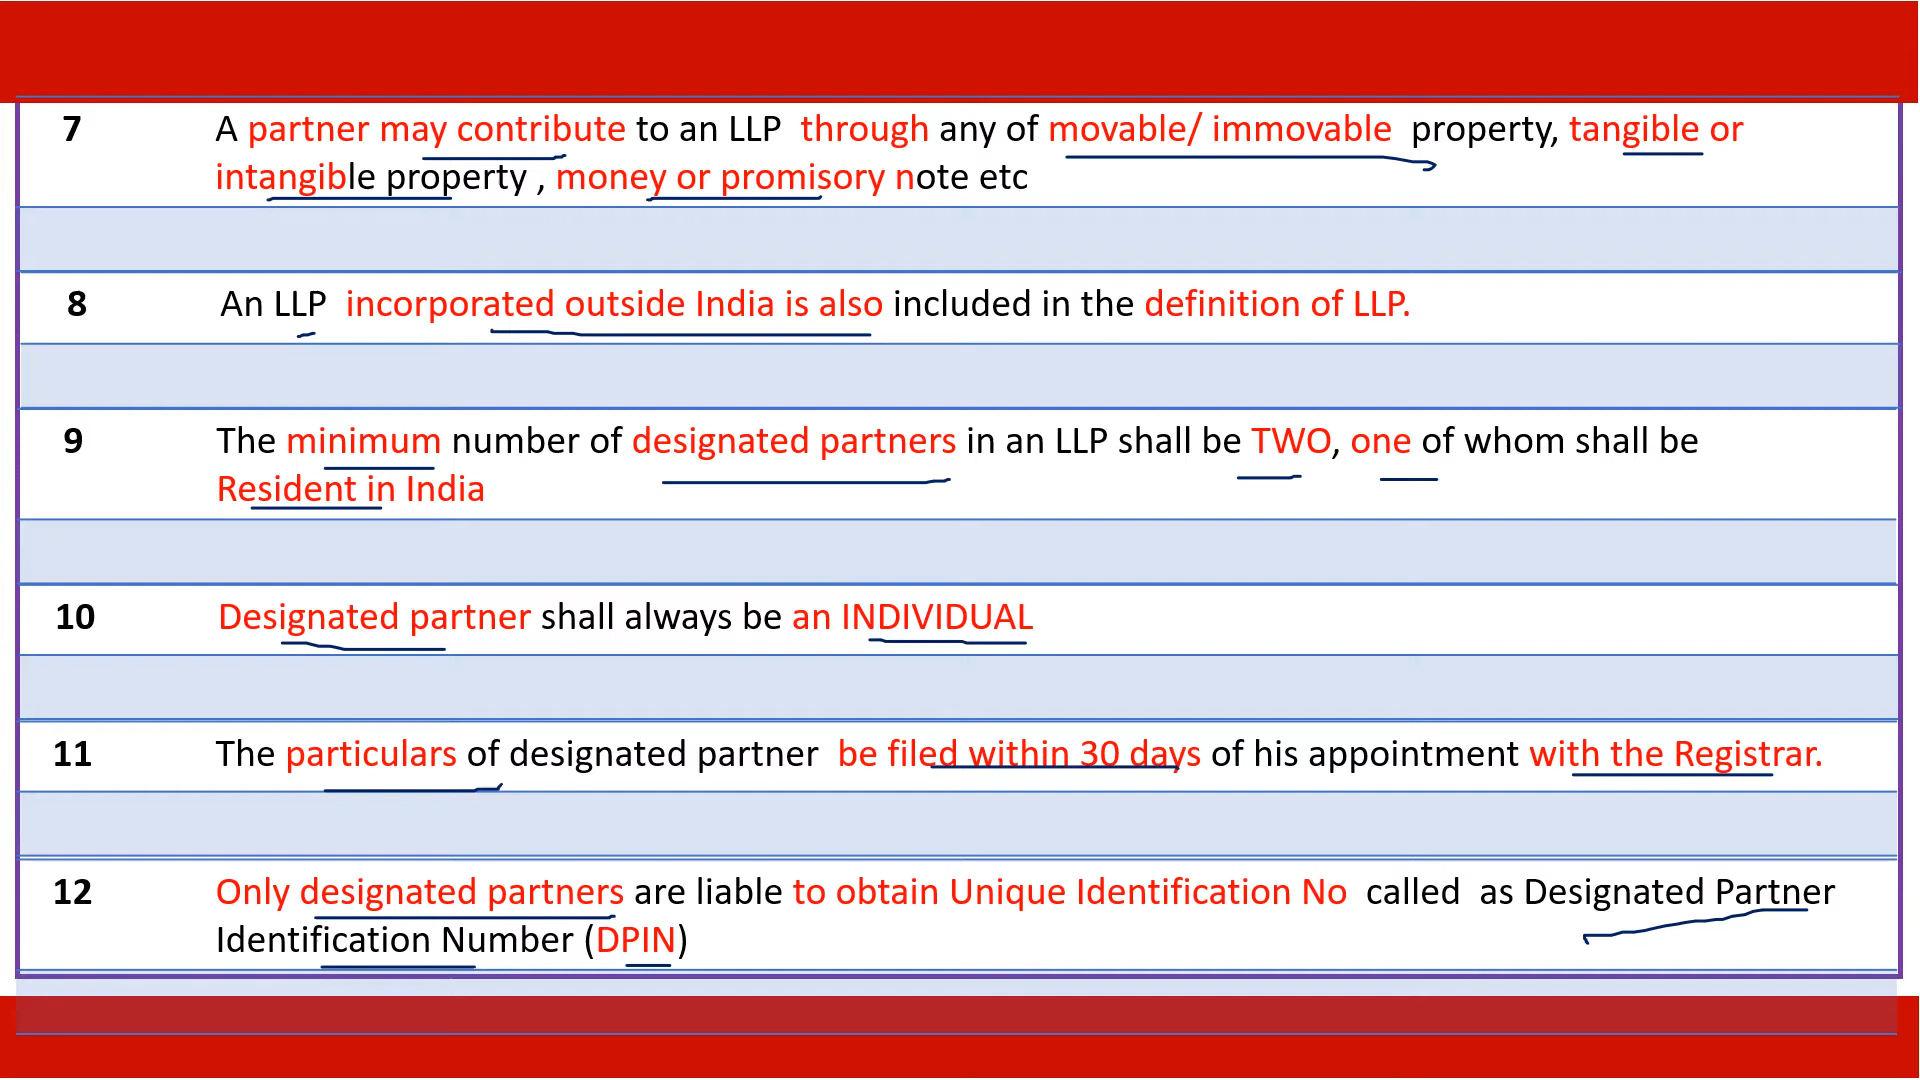 7 A partner may contribute to an LLP through any of movable/ immovable property, tangible or
intangible property , money or promisory note etc
8 An LLP incorporated outside India is also included in the definition of LLP.
9 The minimum number of designated partners in an LLP shall be TWO, one of whom shall be
Resident in India
10 Designated partner shall always be an INDIVIDUAL
11 The particulars of designated partner be filed within 30 days of his appointment with the Registrar.
12 Only designated partners are liable to obtain Unique Identification No called as Designated Partner
Identification Number (DPIN)